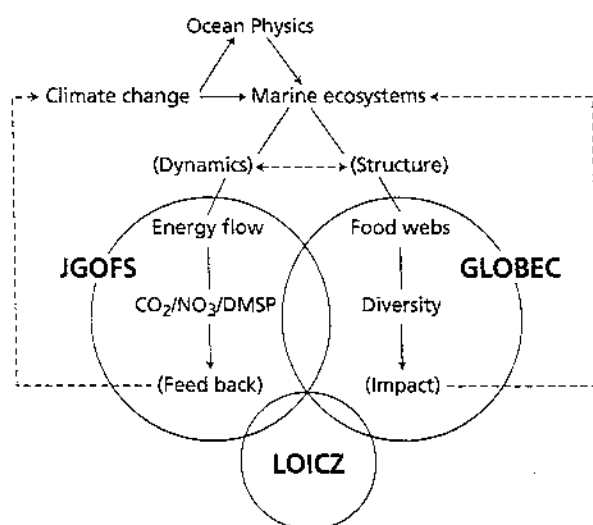 Ocean Physics
Climate change
Marine ecosystems
(Dynamics)
(Structure)
Energy flow
Food webs
JGOFS
GLOBEC
CO₂/NO₃/DMSP
Diversity
(Feed back)
(Impact)
LOICZ